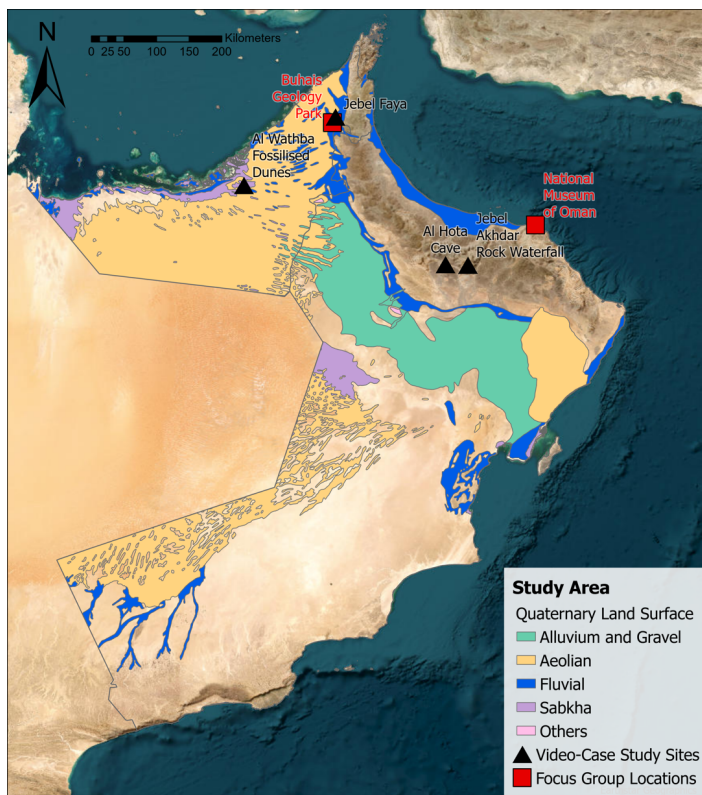 N
0 25 50 100 150 200
Kilometers
Buhais
Geology
Park
Jebel Faya
Al Wathba
Fossilised
Dunes
National
Museum
of Oman
Al Hota
Cave
Jebel
Akhdar
Rock Waterfall
Study Area
Quaternary Land Surface
Alluvium and Gravel
Aeolian
Fluvial
Sabkha
Others
Video-Case Study Sites
Focus Group Locations